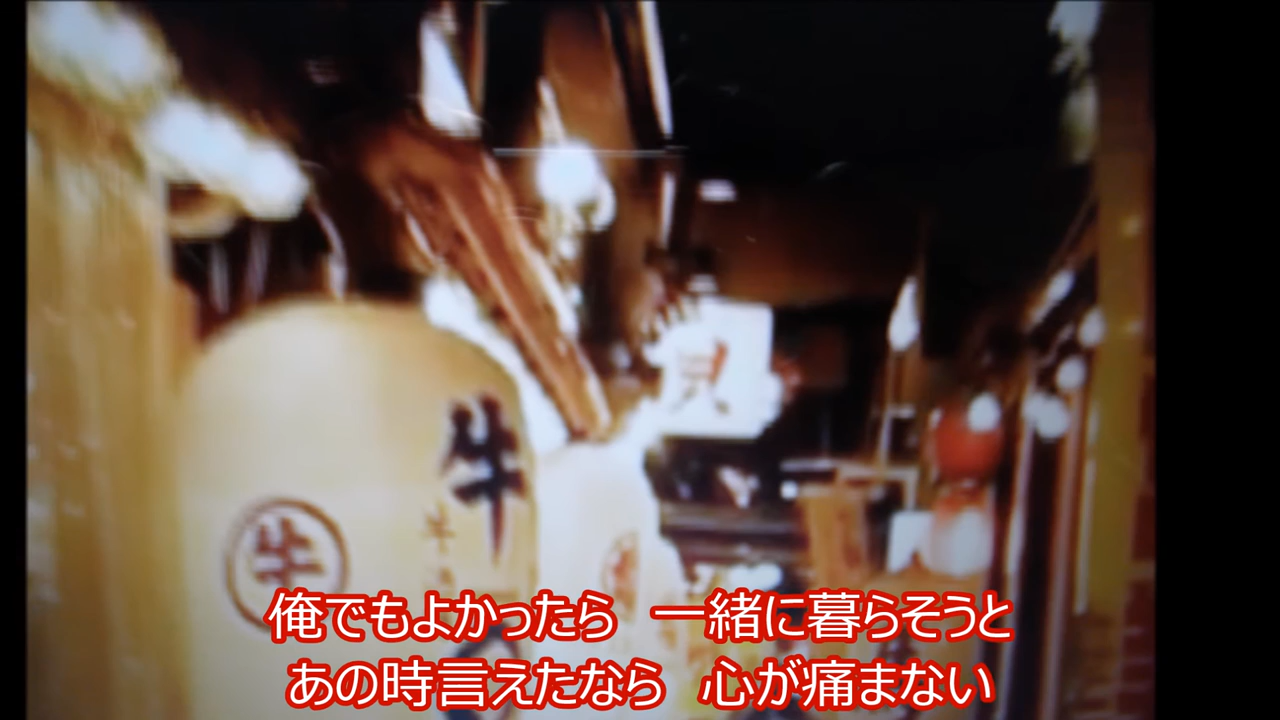 牛
貝
牛
俺でもよかったら 一緒に暮らそうと
あの時言えたなら 心が痛まない